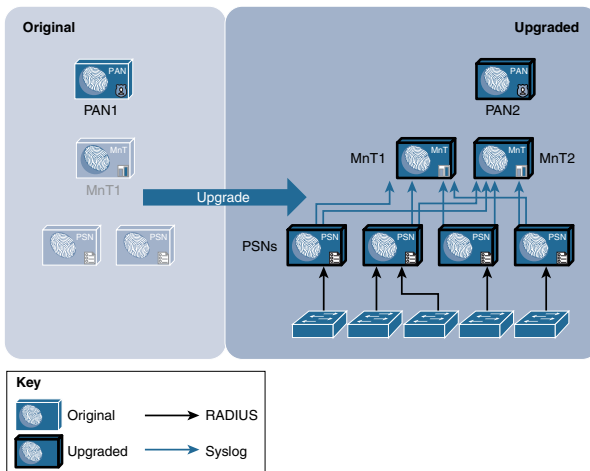 Original
Upgraded
PAN
PAN1
PAN
PAN2
MnT
MnT1
MnT1
MnT
MnT
MnT2
Upgrade
PSN
PSN
PSNs
PSN
PSN
PSN
PSN
Key
Original
RADIUS
Upgraded
Syslog